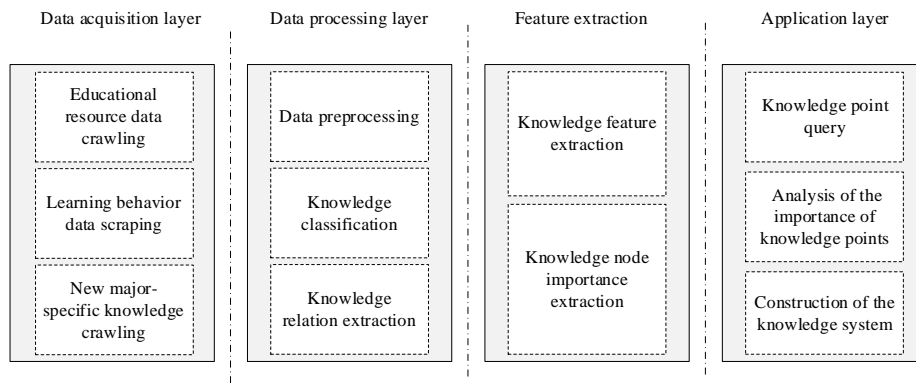 Data acquisition layer
Educational
resource data
crawling
Learning behavior
data scraping
New major-
specific knowledge
crawling
Data processing layer
Data preprocessing
Knowledge
classification
Knowledge
relation extraction
Feature extraction
Knowledge feature
extraction
Knowledge node
importance
extraction
Application layer
Knowledge point
query
Analysis of the
importance of
knowledge points
Construction of the
knowledge system